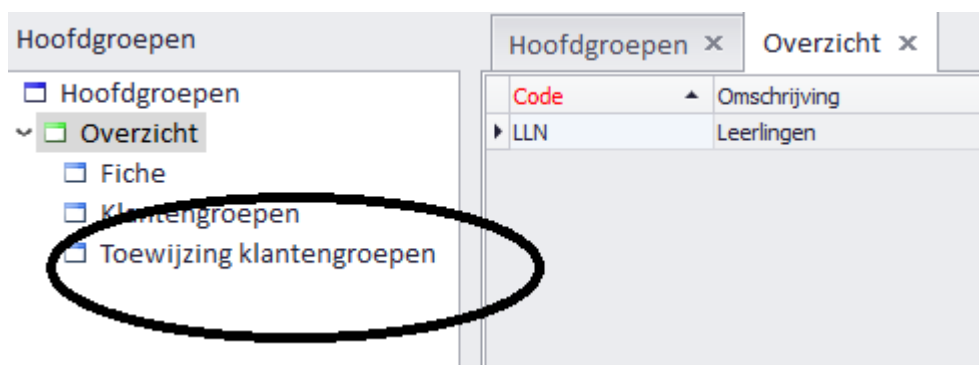 Hoofdgroepen
Hoofdgroepen
Overzicht
Fiche
Klantengroepen
Toewijzing klantengroepen
Hoofdgroepen × Overzicht ×
Code Omschrijving
LLN Leerlingen